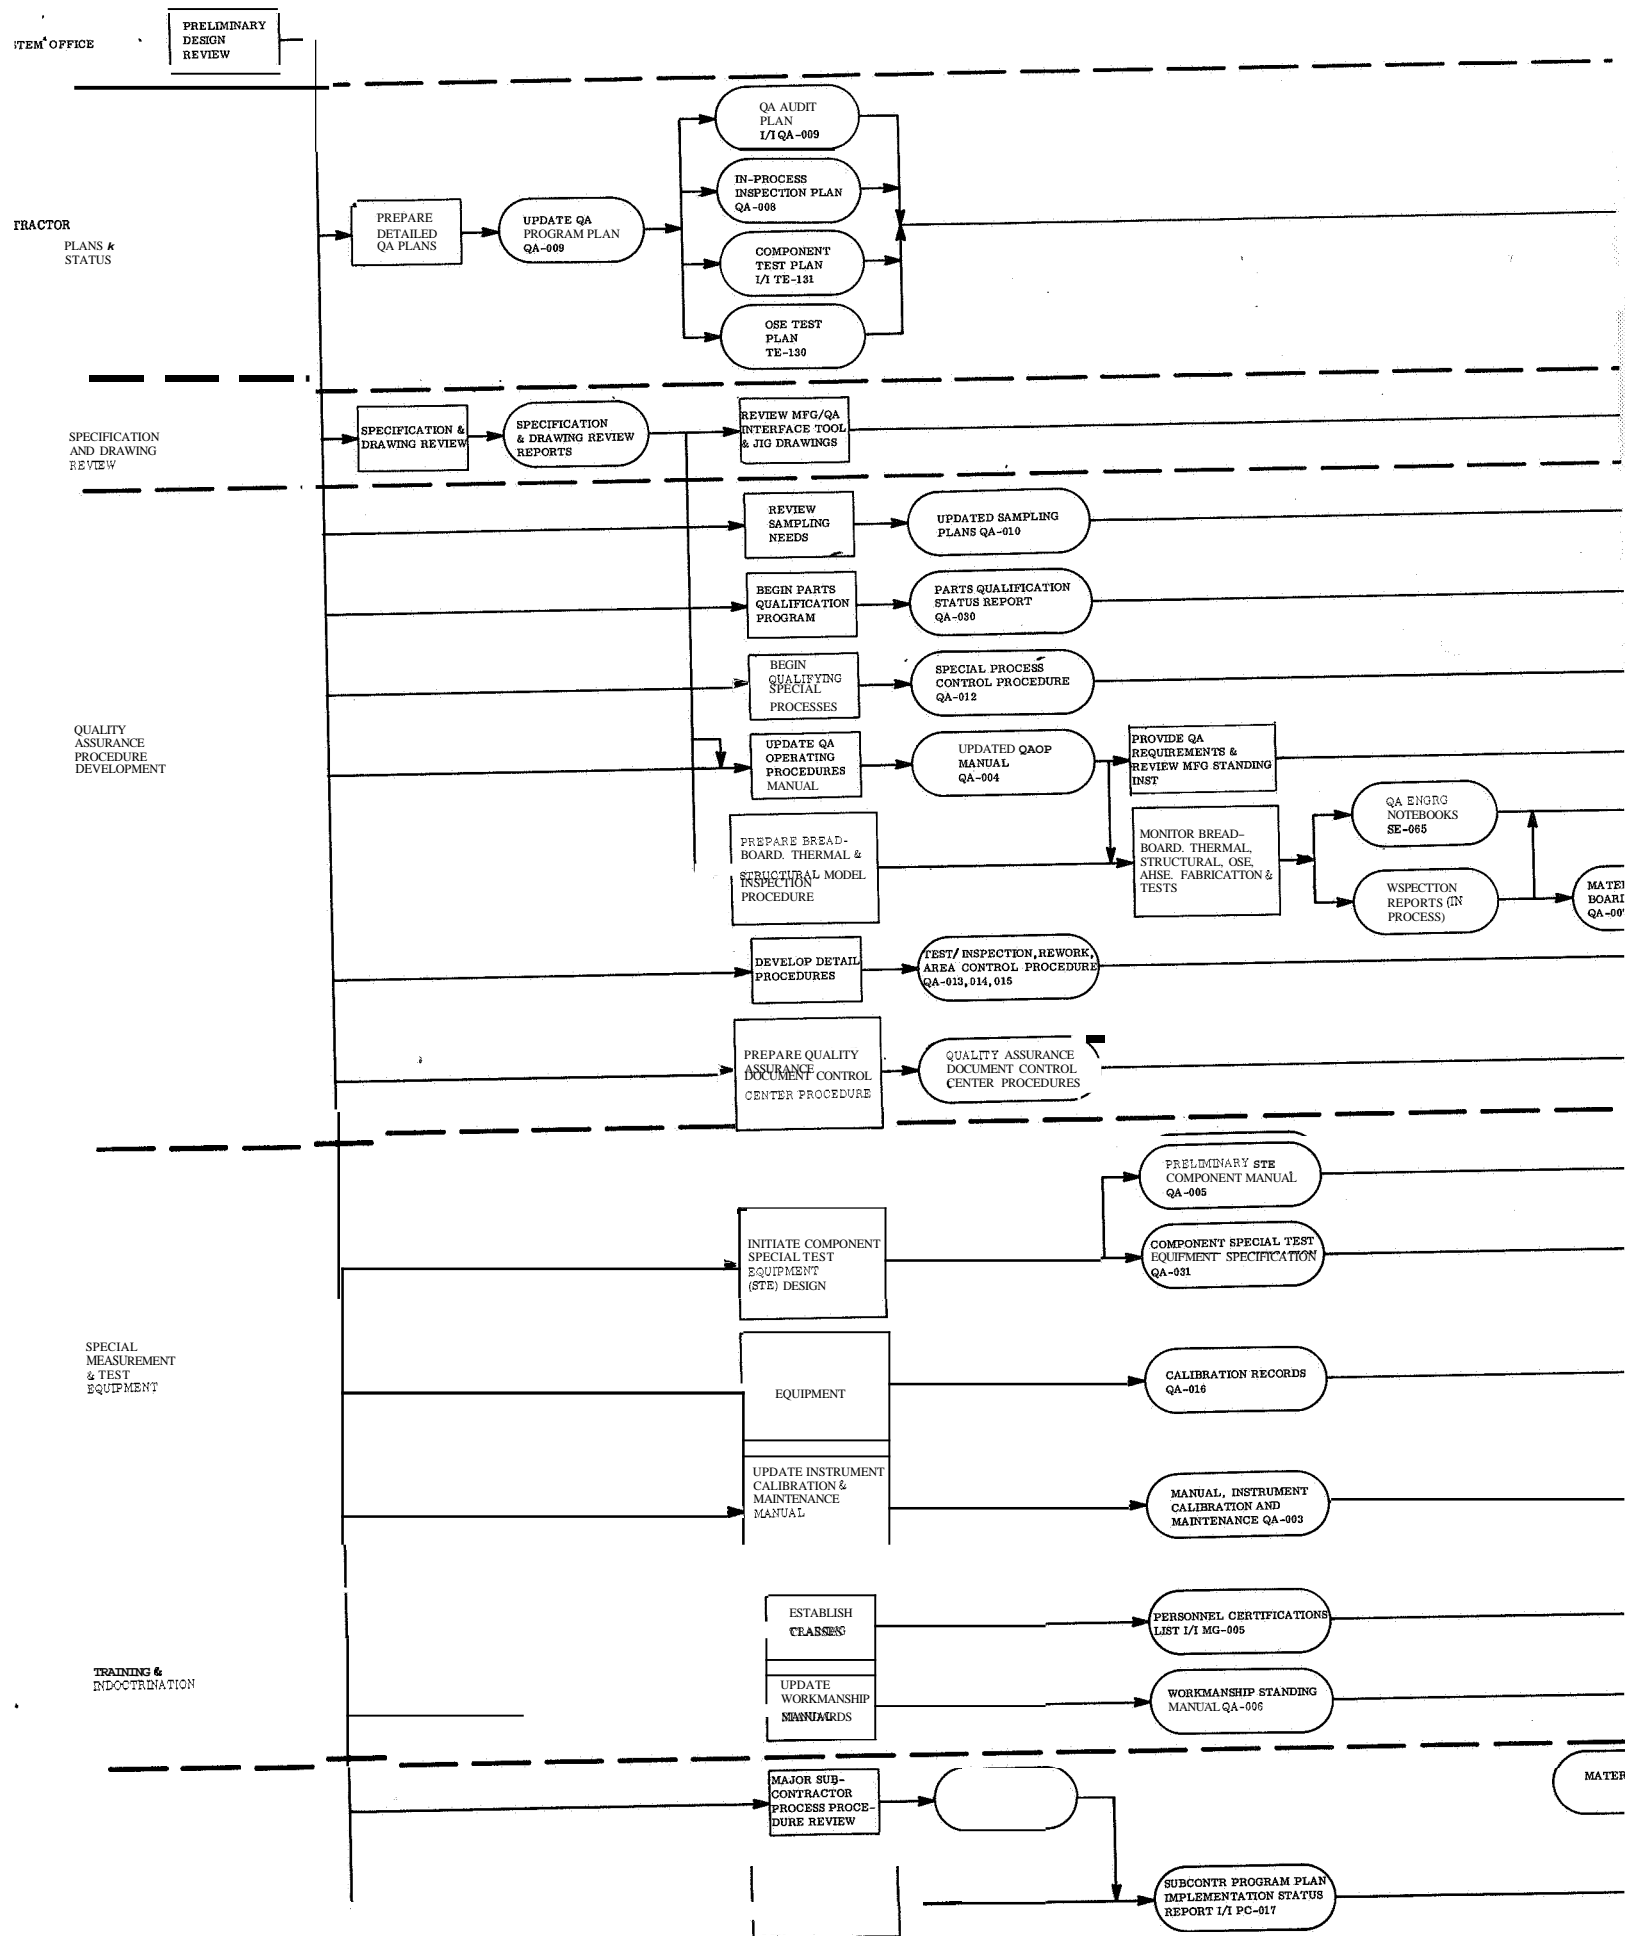 STEM OFFICE
PRELIMINARY
DESIGN
REVIEW
TRACTOR
PLANS k
STATUS
PREPARE
DETAILED
QA PLANS
UPDATE QA
PROGRAM PLAN
QA-009
QA AUDIT
PLAN
I/I QA-009
IN-PROCESS
INSPECTION PLAN
QA-008
COMPONENT
TEST PLAN
I/I TE-131
OSE TEST
PLAN
TE-130
SPECIFICATION
AND DRAWING
REVIEW
SPECIFICATION &
DRAWING REVIEW
SPECIFICATION
& DRAWING REVIEW
REPORTS
REVIEW MFG/QA
INTERFACE TOOL
& JIG DRAWINGS
QUALITY
ASSURANCE
PROCEDURE
DEVELOPMENT
REVIEW
SAMPLING
NEEDS
UPDATED SAMPLING
PLANS QA-010
BEGIN PARTS
QUALIFICATION
PROGRAM
PARTS QUALIFICATION
STATUS REPORT
QA-030
BEGIN
QUALIFYING
SPECIAL
PROCESSES
SPECIAL PROCESS
CONTROL PROCEDURE
QA-012
UPDATE QA
OPERATING
PROCEDURES
MANUAL
UPDATED QAOP
MANUAL
QA-004
PROVIDE QA
REQUIREMENTS &
REVIEW MFG STANDING
INST
PREPARE BREAD-
BOARD. THERMAL &
STRUCTURAL MODEL
INSPECTION
PROCEDURE
MONITOR BREAD-
BOARD. THERMAL,
STRUCTURAL, OSE,
AHSE. FABRICATTON &
TESTS
QA ENGRG
NOTEBOOKS
SE-065
WSPECTTON
REPORTS (IN
PROCESS)
MATE
BOARI
QA-00
DEVELOP DETAIL
PROCEDURES
TEST/INSPECTION, REWORK,
AREA CONTROL PROCEDURE
QA-013, 014, 015
PREPARE QUALITY
ASSURANCE
DOCUMENT CONTROL
CENTER PROCEDURE
QUALITY ASSURANCE
DOCUMENT CONTROL
CENTER PROCEDURES
SPECIAL
MEASUREMENT
& TEST
EQUIPMENT
INITIATE COMPONENT
SPECIAL TEST
EQUIPMENT
(STE) DESIGN
PRELIMINARY STE
COMPONENT MANUAL
QA-005
COMPONENT SPECIAL TEST
EQUIFMENT SPECIFICATION
QA-031
EQUIPMENT
CALIBRATION RECORDS
QA-016
UPDATE INSTRUMENT
CALIBRATION &
MAINTENANCE
MANUAL
MANUAL, INSTRUMENT
CALIBRATION AND
MAINTENANCE QA-003
TRAINING &
INDOCTRINATION
ESTABLISH
CLASSES
PERSONNEL CERTIFICATIONS
LIST I/I MG-005
UPDATE
WORKMANSHIP
STANDARDS
WORKMANSHIP STANDING
MANUAL QA-006
MAJOR SUB-
CONTRACTOR
PROCESS PROCE-
DURE REVIEW
MATER
SUBCONTR PROGRAM PLAN
IMPLEMENTATION STATUS
REPORT I/I PC-017